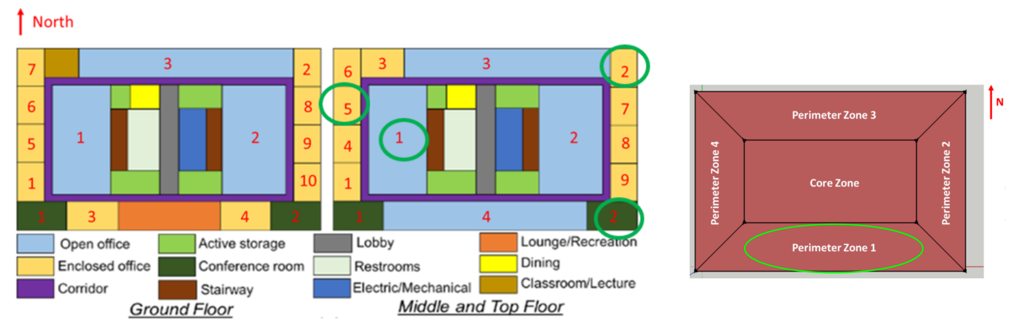 North
7
3
2
6
8
1
2
5
9
1
10
1
3
4
2
6
3
3
2
5
7
1
2
4
8
1
9
1
4
2
Open office
Active storage
Lobby
Lounge/Recreation
Enclosed office
Conference room
Restrooms
Dining
Corridor
Stairway
Electric/Mechanical
Classroom/Lecture
Ground Floor
Middle and Top Floor
N
Perimeter Zone 3
Perimeter Zone 4
Core Zone
Perimeter Zone 2
Perimeter Zone 1